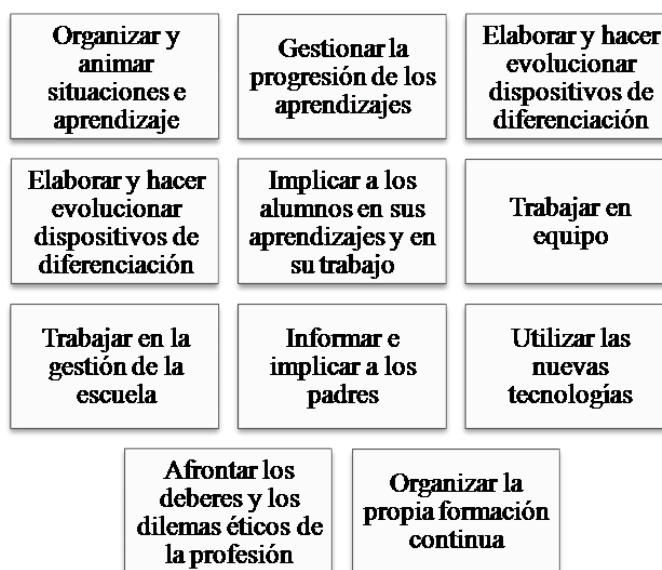 Organizar y
animar
situaciones e
aprendizaje
Gestionar la
progresión de los
aprendizajes
Elaborar y hacer
evolucionar
dispositivos de
diferenciación
Elaborar y hacer
evolucionar
dispositivos de
diferenciación
Implicar a los
alumnos en sus
aprendizajes y en
su trabajo
Trabajar en
equipo
Trabajar en la
gestión de la
escuela
Informar e
implicar a los
padres
Utilizar las
nuevas
tecnologías
Afrontar los
deberes y los
dilemas éticos de
la profesión
Organizar la
propia formación
continua